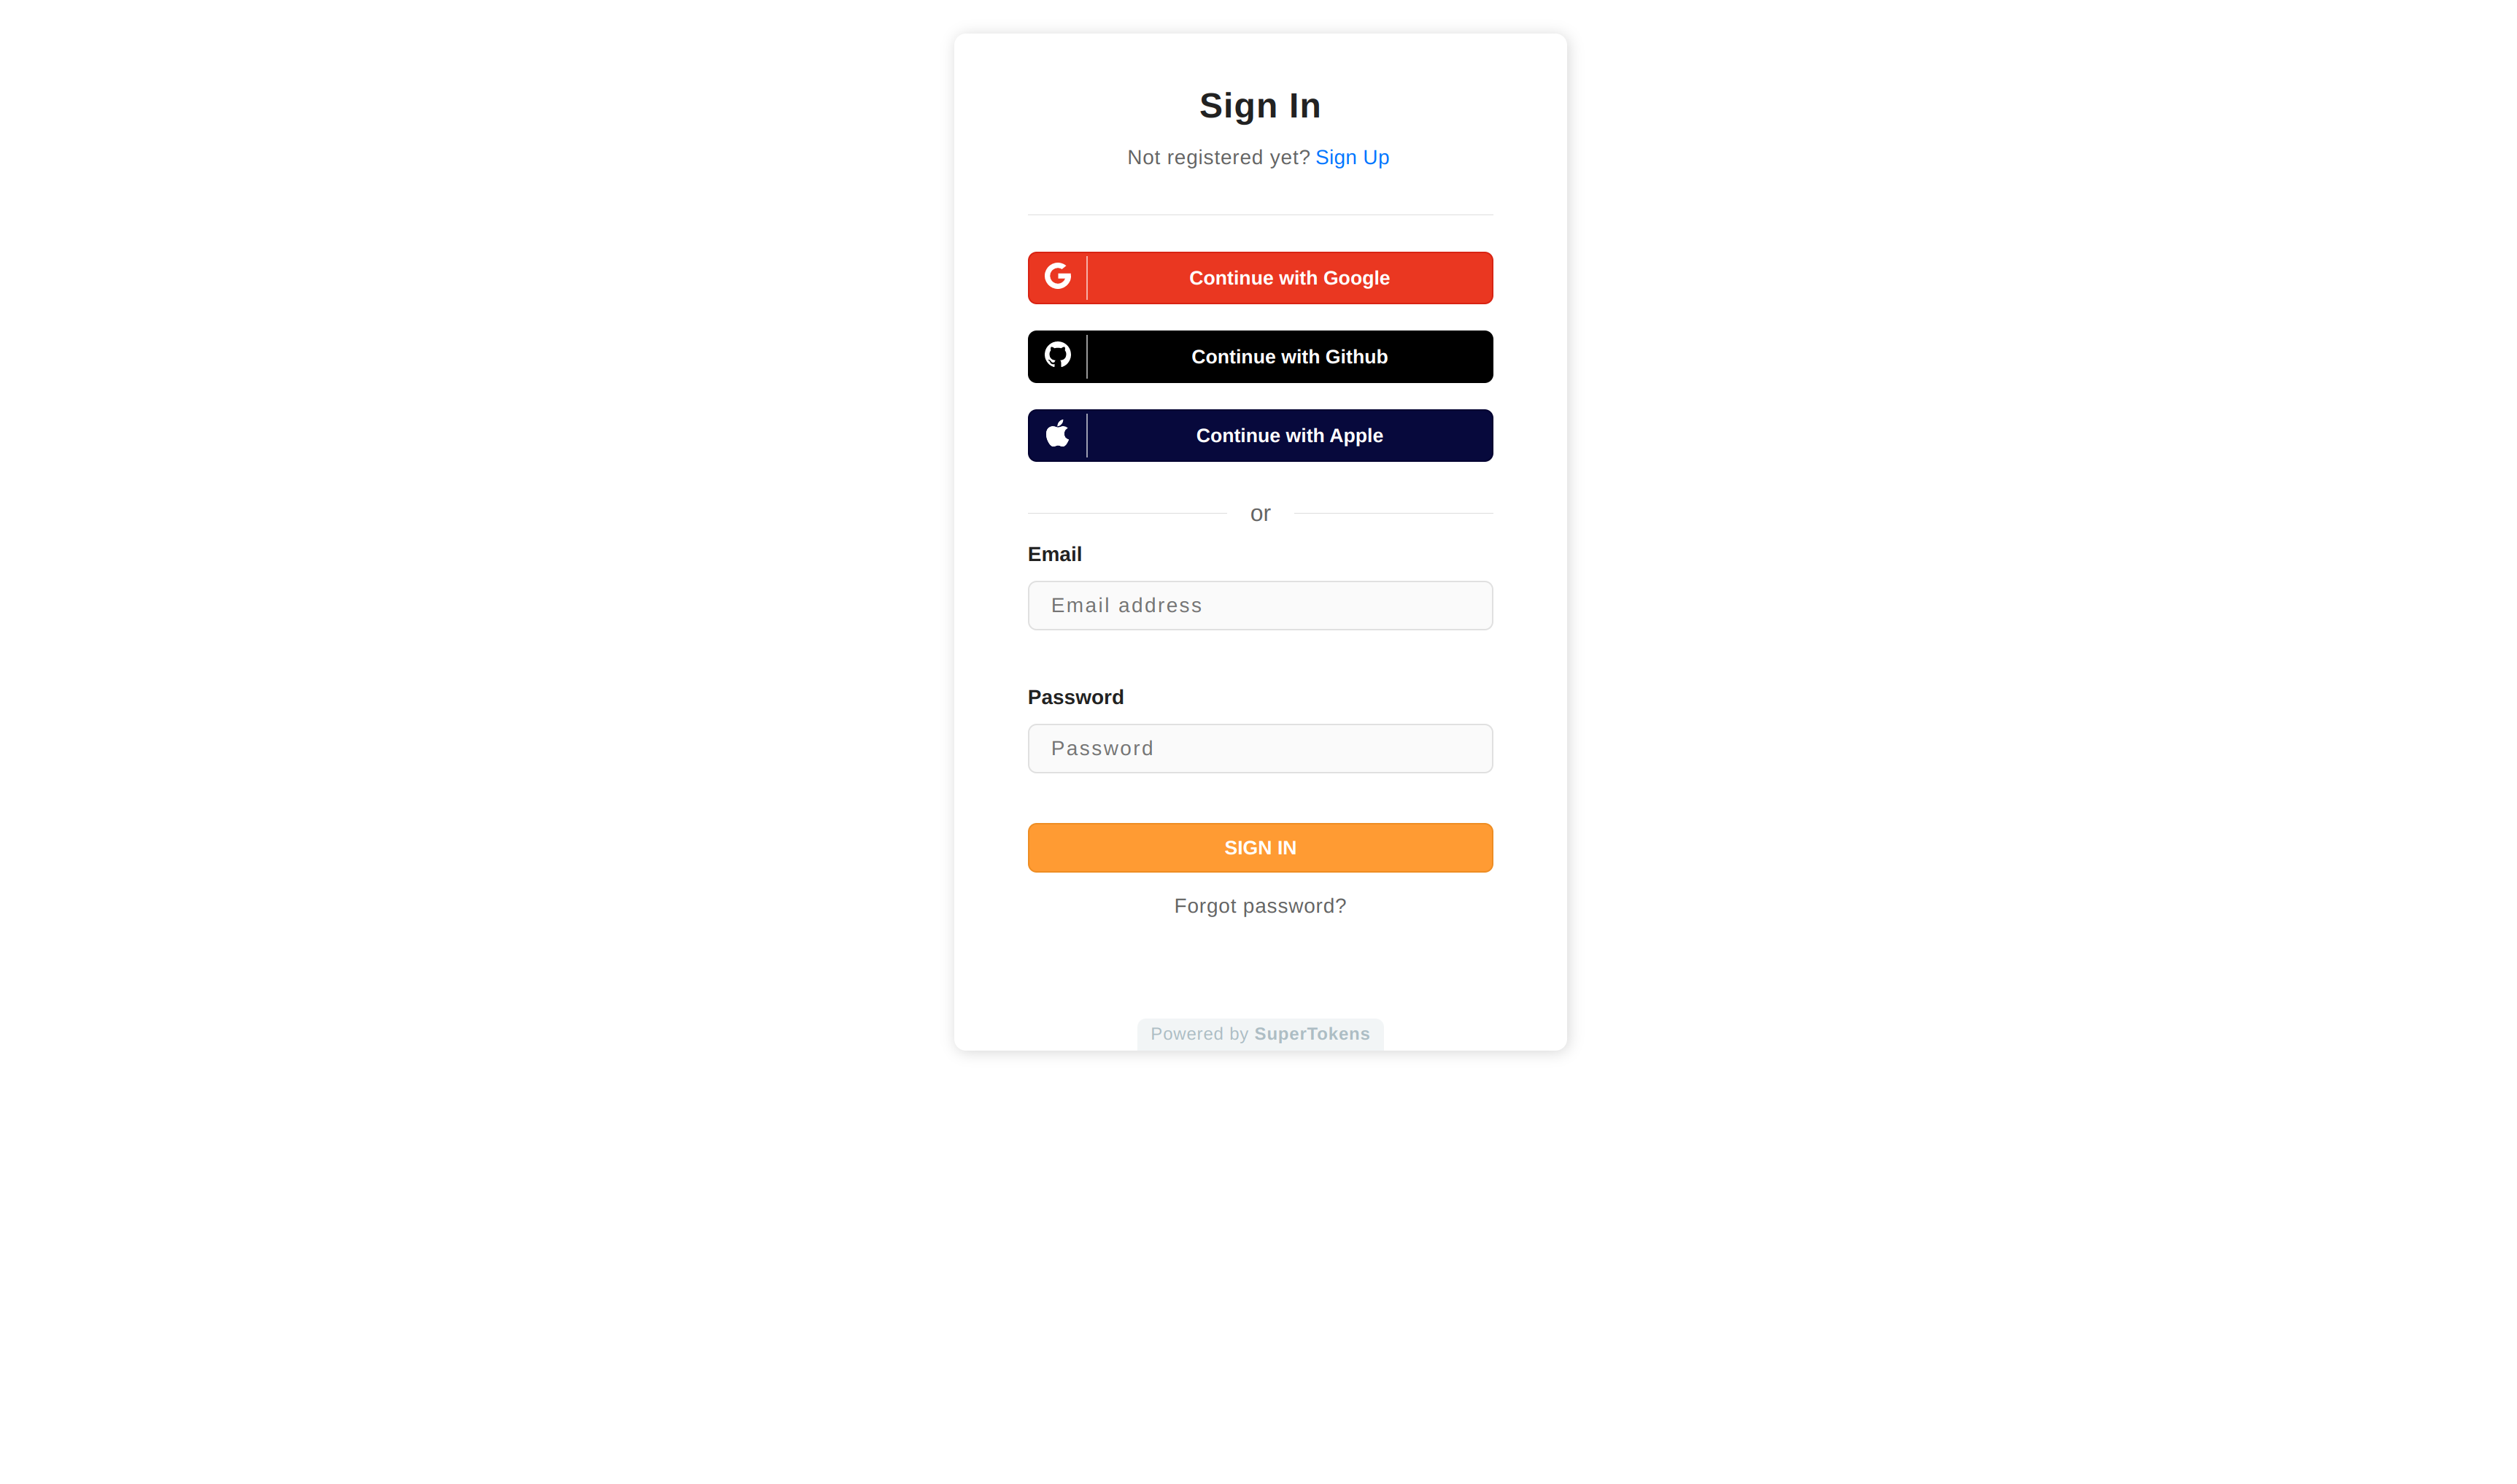 Sign In
Not registered yet? Sign Up
Continue with Google
Continue with Github
Continue with Apple
or
Email
Email address
Password
Password
SIGN IN
Forgot password?
Powered by SuperTokens